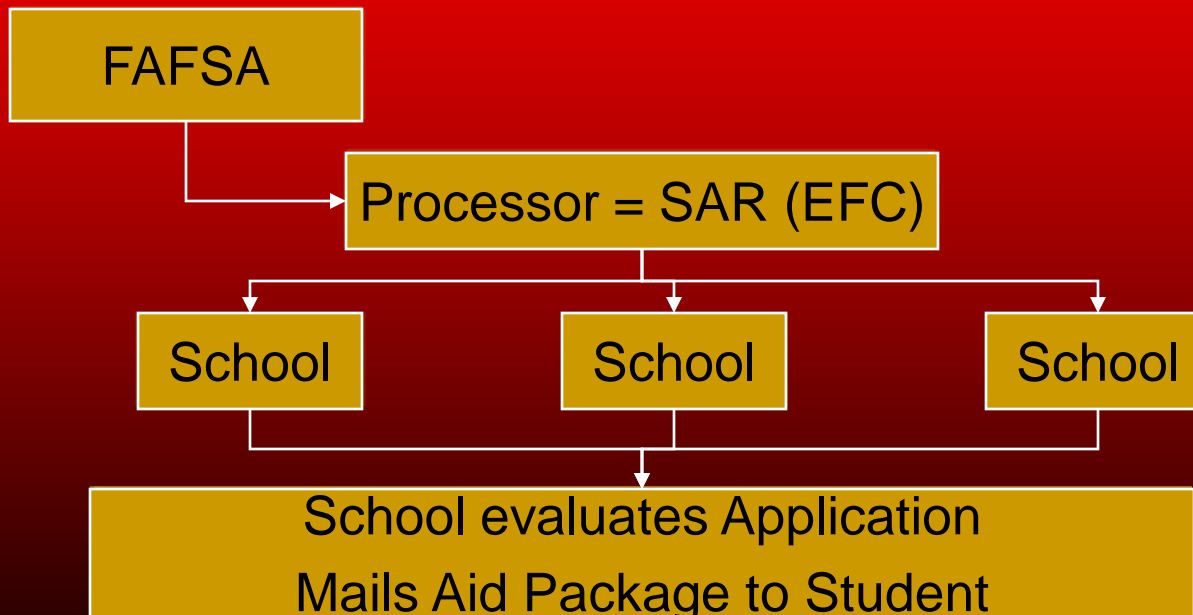 FAFSA
Processor = SAR (EFC)
School
School
School
School evaluates Application
Mails Aid Package to Student